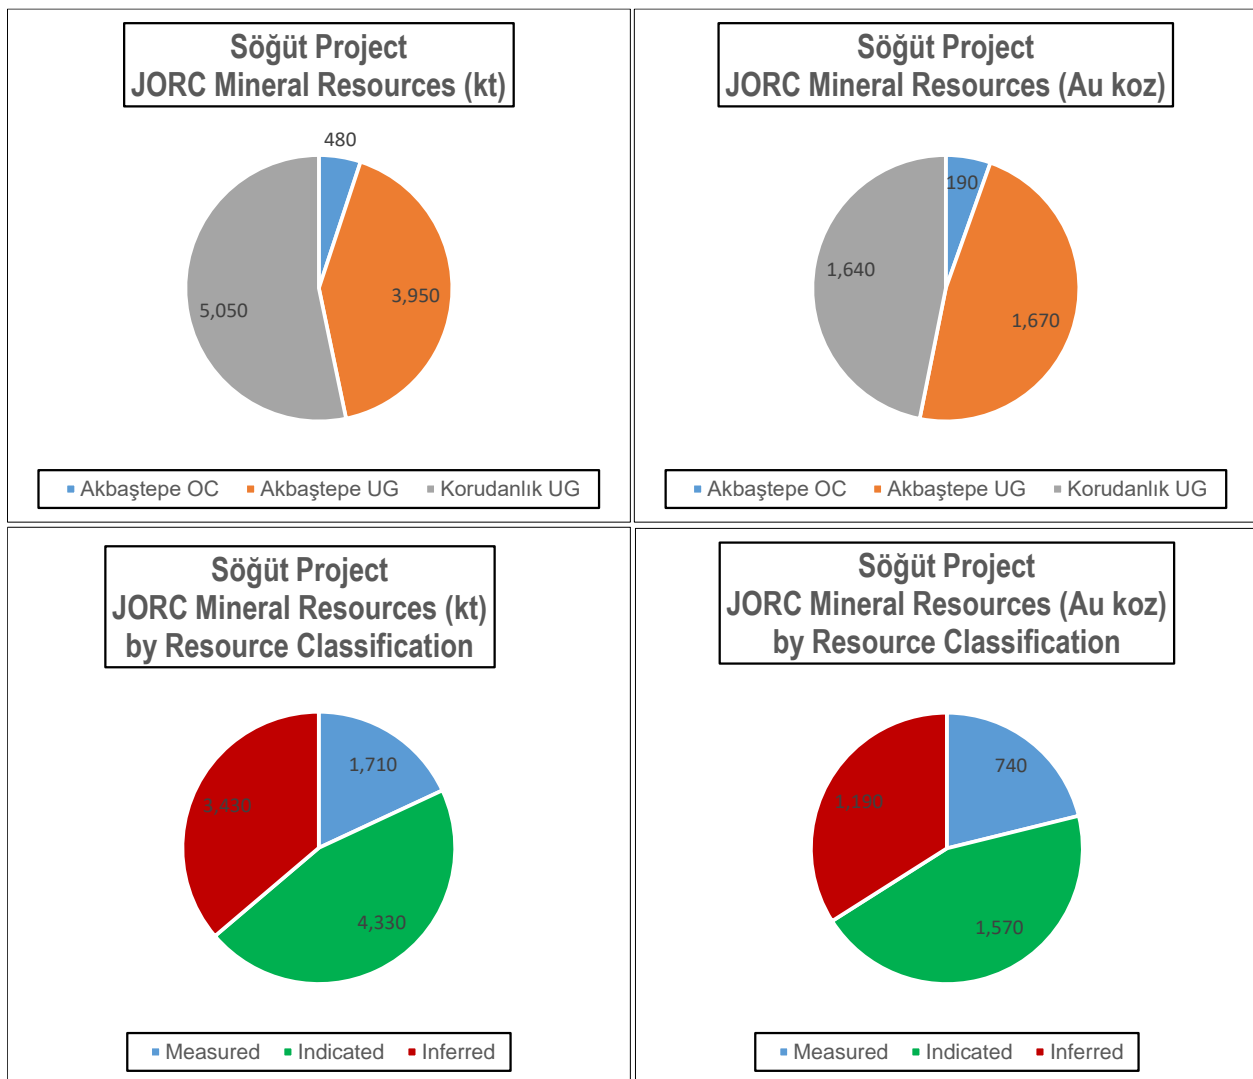 Söğüt Project
JORC Mineral Resources (kt)
480
3,950
5,050
Akbaştepe OC Akbaştepe UG Korudanlık UG
Söğüt Project
JORC Mineral Resources (Au koz)
190
1,640
1,670
Akbaştepe OC Akbaştepe UG Korudanlık UG
Söğüt Project
JORC Mineral Resources (kt)
by Resource Classification
1,710
3,430
4,330
Measured Indicated Inferred
Söğüt Project
JORC Mineral Resources (Au koz)
by Resource Classification
740
1,190
1,570
Measured Indicated Inferred